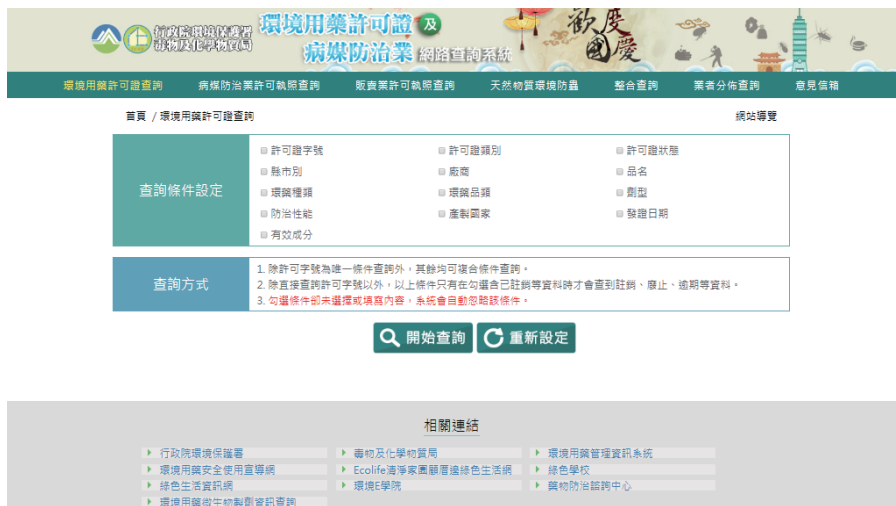 行政院環境保護署
毒物及化學物質局
環境用藥許可證及
病媒防治業網路查詢系統
歡度
國慶
環境用藥許可證查詢 病媒防治業許可執照查詢 販賣業許可執照查詢 天然物質環境防蟲 整合查詢 業者分佈查詢 意見信箱
首頁 / 環境用藥許可證查詢 網站導覽
查詢條件設定
許可證字號 許可證類別 許可證狀態
縣市別 廠商 品名
環藥種類 環藥品類 劑型
防治性能 產製國家 發證日期
有效成分
查詢方式
1. 除許可字號為唯一條件查詢外，其餘均可複合條件查詢。
2. 除直接查詢許可字號以外，以上條件只有在勾選含已註銷等資料時才會查到註銷、廢止、逾期等資料。
3. 勾選條件卻未選擇或填寫內容，系統會自動忽略該條件。
開始查詢 重新設定
相關連結
行政院環境保護署 毒物及化學物質局 環境用藥管理資訊系統
環境用藥安全使用宣導網 Ecolife清淨家園顧厝邊綠色生活網 綠色學校
綠色生活資訊網 環境E學院 藥物防治諮詢中心
環境用藥微生物製劑資訊查詢